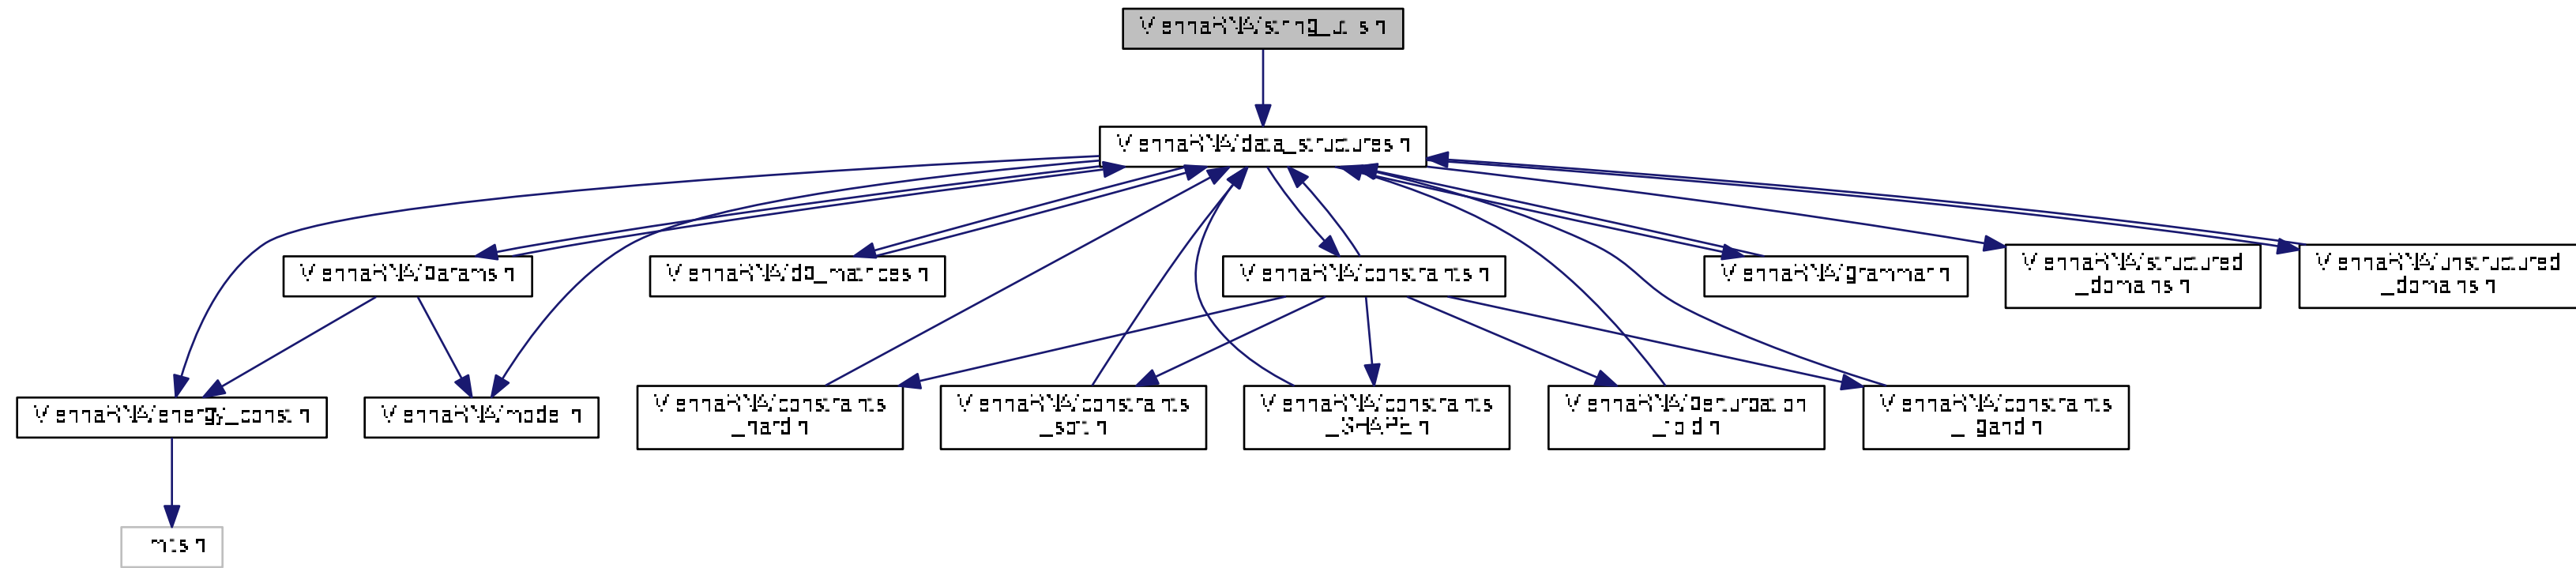 ViennaRNA/string_utils.h
ViennaRNA/data_structures.h
ViennaRNA/params.h
ViennaRNA/dp_matrices.h
ViennaRNA/constraints.h
ViennaRNA/grammar.h
ViennaRNA/structured
_domains.h
ViennaRNA/unstructured
_domains.h
ViennaRNA/energy_const.h
ViennaRNA/model.h
ViennaRNA/constraints
_hard.h
ViennaRNA/constraints
_soft.h
ViennaRNA/constraints
_SHAPE.h
ViennaRNA/perturbation
_fold.h
ViennaRNA/constraints
_ligand.h
limits.h